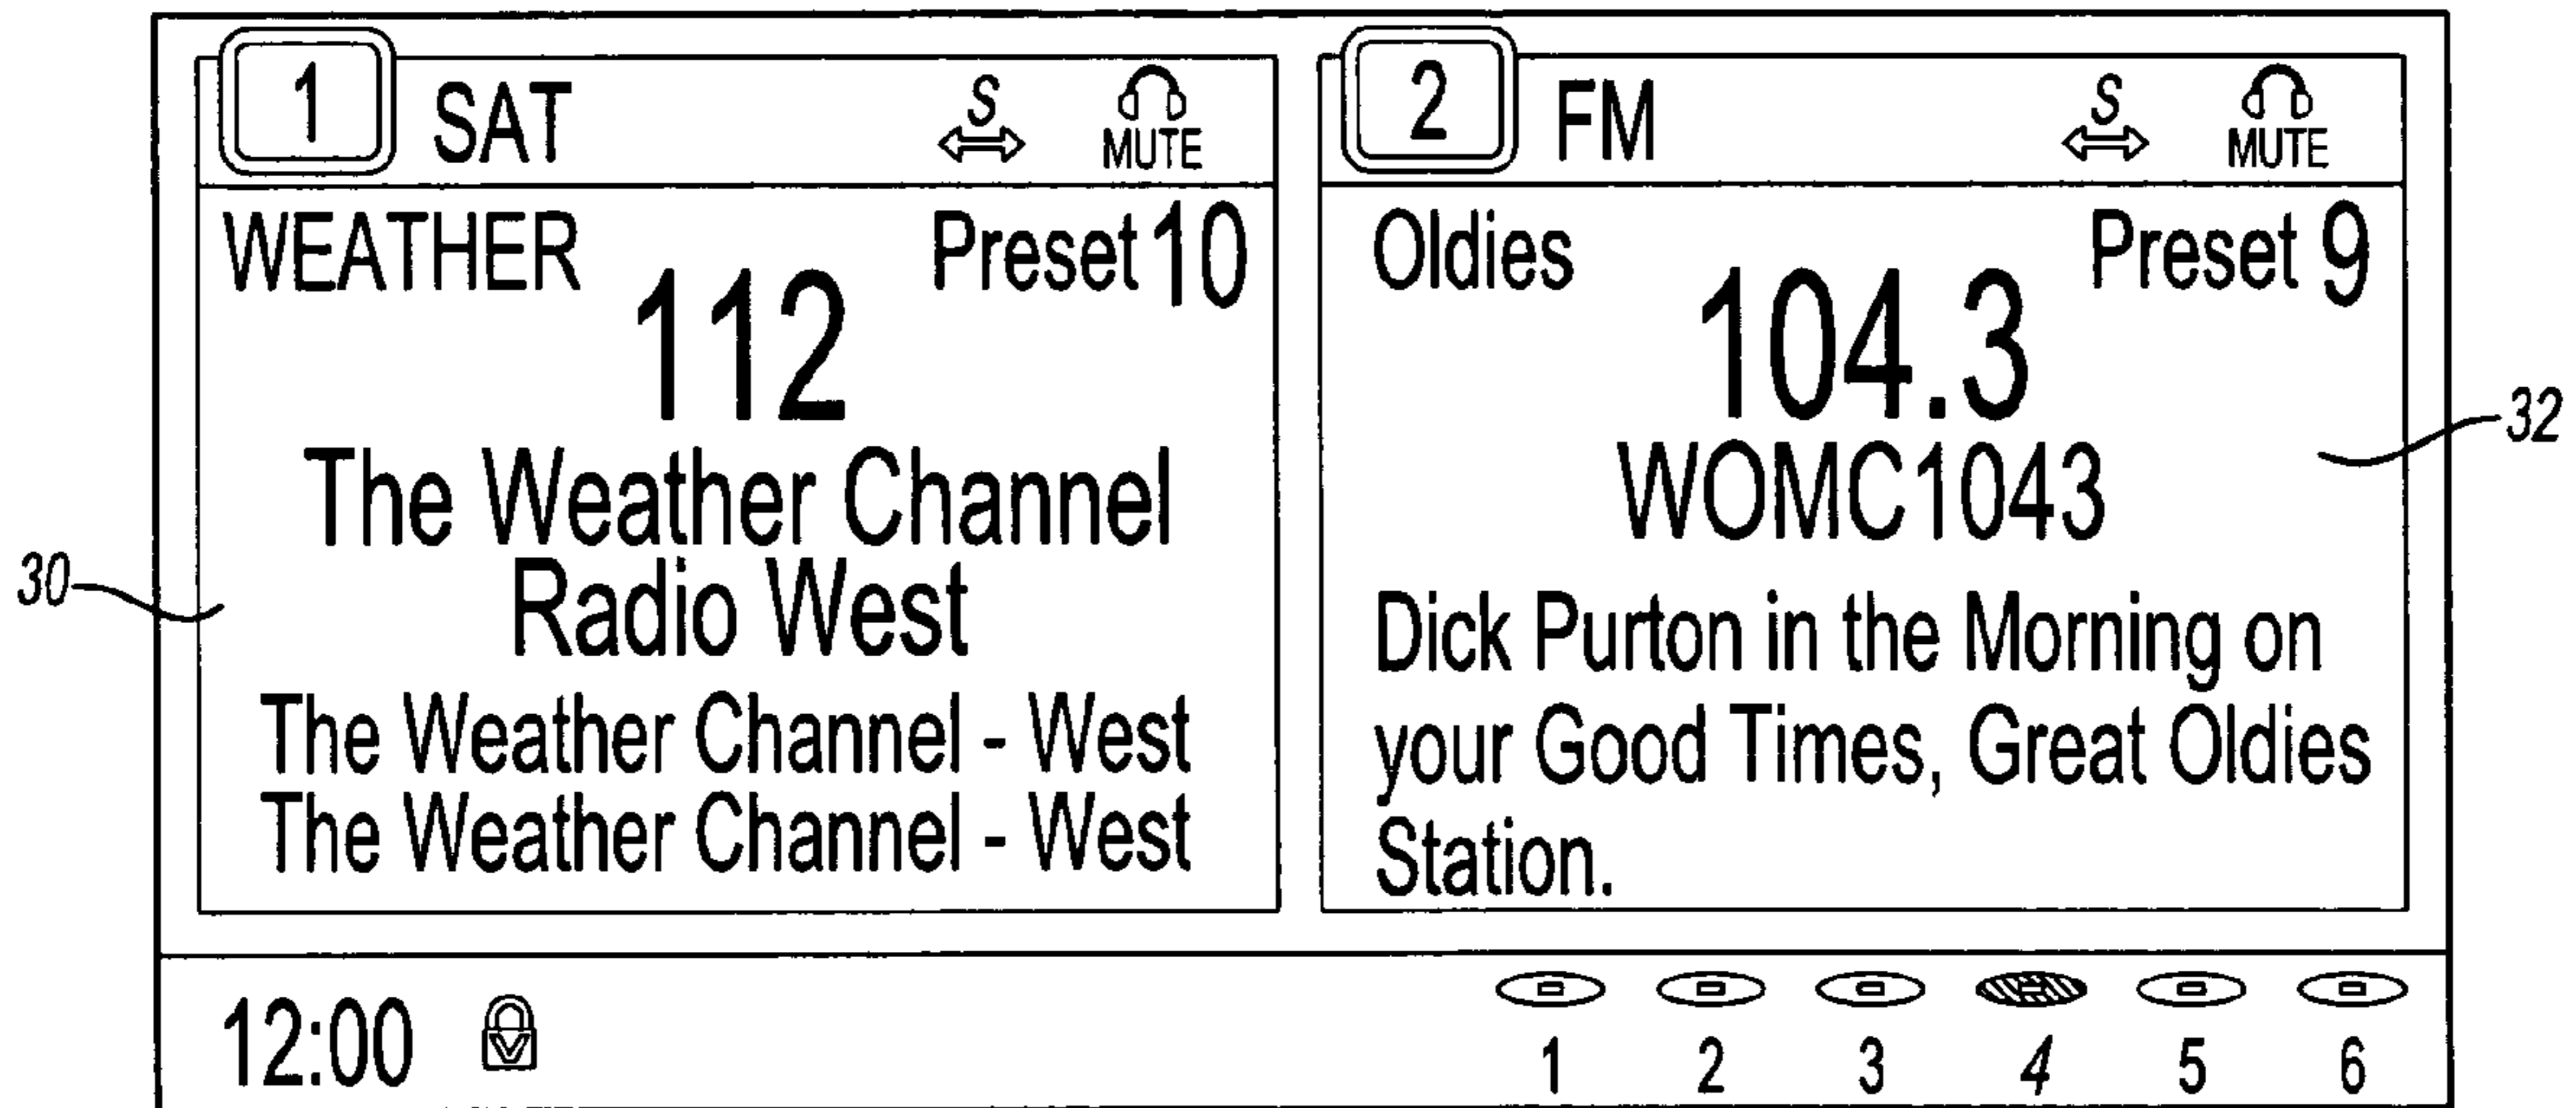 1 SAT S MUTE
WEATHER Preset 10
112
The Weather Channel
Radio West
The Weather Channel - West
The Weather Channel - West
30
2 FM S MUTE
Oldies Preset 9
104.3
WOMC1043
Dick Purton in the Morning on
your Good Times, Great Oldies
Station.
32
12:00 V
1 2 3 4 5 6